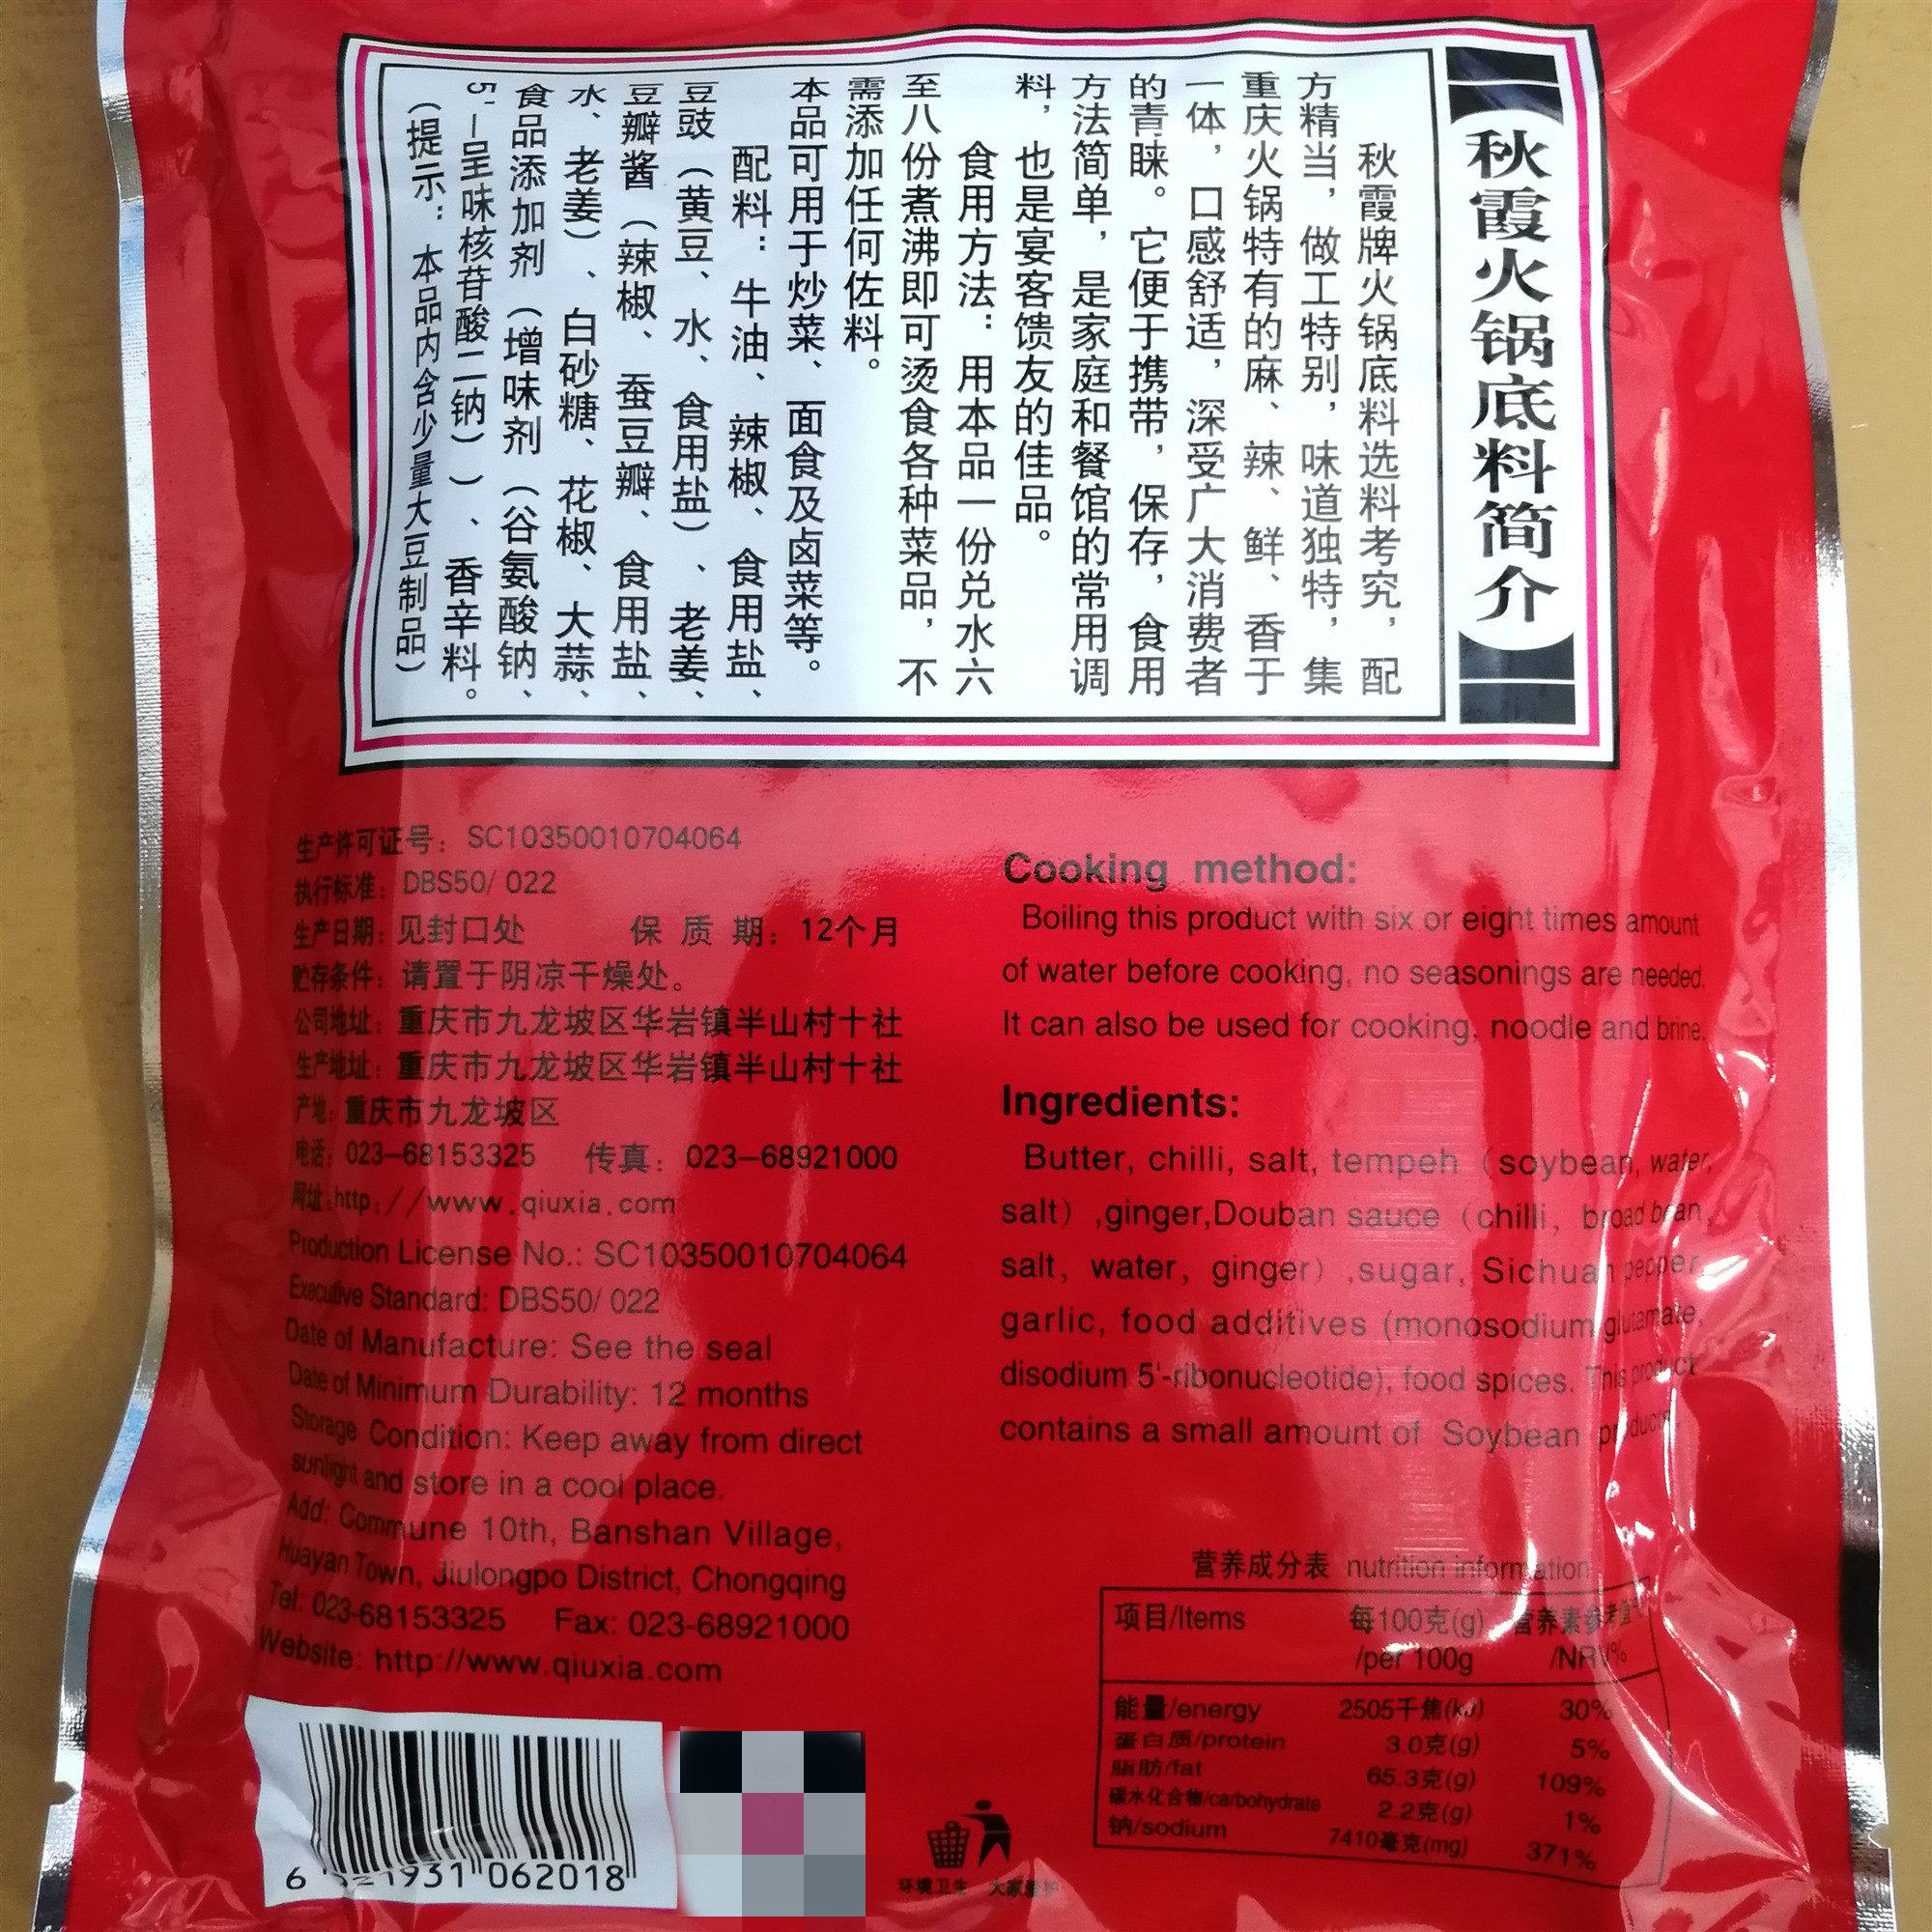 秋霞火锅底料简介
秋霞牌火锅底料选料考究，配
方精当，做工特别，味道独特，集
重庆火锅特有的麻、辣、鲜、香于
一体，口感舒适，深受广大消费者
的青睐。它便于携带，保存，食用
方法简单，是家庭和餐馆的常用调
料，也是宴客馈友的佳品。
食用方法：用本品一份兑水六
至八份煮沸即可烫食各种菜品，不
需添加任何佐料。
本品可用于炒菜、面食及卤菜等。
配料：牛油、辣椒、食用盐、
豆豉（黄豆、水、食用盐）、老姜、
豆瓣酱（辣椒、蚕豆瓣、食用盐、
水、老姜）、白砂糖、花椒、大蒜、
食品添加剂（增味剂（谷氨酸钠、
5'—呈味核苷酸二钠））、香辛料。
（提示：本品内含少量大豆制品）
生产许可证号：SC10350010704064
执行标准：DBS50/ 022
生产日期：见封口处 保质期：12个月
贮存条件：请置于阴凉干燥处。
公司地址：重庆市九龙坡区华岩镇半山村十社
生产地址：重庆市九龙坡区华岩镇半山村十社
产地：重庆市九龙坡区
电话：023—68153325 传真：023—68921000
网址：http://www.qiuxia.com
Production License No.: SC10350010704064
Executive Standard: DBS50/ 022
Date of Manufacture: See the seal
Date of Minimum Durability: 12 months
Storage Condition: Keep away from direct
sunlight and store in a cool place.
Add: Commune 10th, Banshan Village,
Huayan Town, Jiulongpo District, Chongqing
Tel: 023-68153325 Fax: 023-68921000
Website: http://www.qiuxia.com
Cooking method:
Boiling this product with six or eight times amount
of water before cooking, no seasonings are needed.
It can also be used for cooking, noodle and brine.
Ingredients:
Butter, chilli, salt, tempeh（soybean, water,
salt）,ginger,Douban sauce（chilli, broad bean,
salt, water, ginger）,sugar, Sichuan pepper,
garlic, food additives (monosodium glutamate,
disodium 5'-ribonucleotide), food spices. This product
contains a small amount of Soybean products.
营养成分表 nutrition information
项目/Items 每100克(g) 营养素参考值%
/per 100g /NRV%
能量/energy 2505千焦(kJ) 30%
蛋白质/protein 3.0克(g) 5%
脂肪/fat 65.3克(g) 109%
碳水化合物/carbohydrate 2.2克(g) 1%
钠/sodium 7410毫克(mg) 371%
环境卫生 大家爱护
6 931 062018